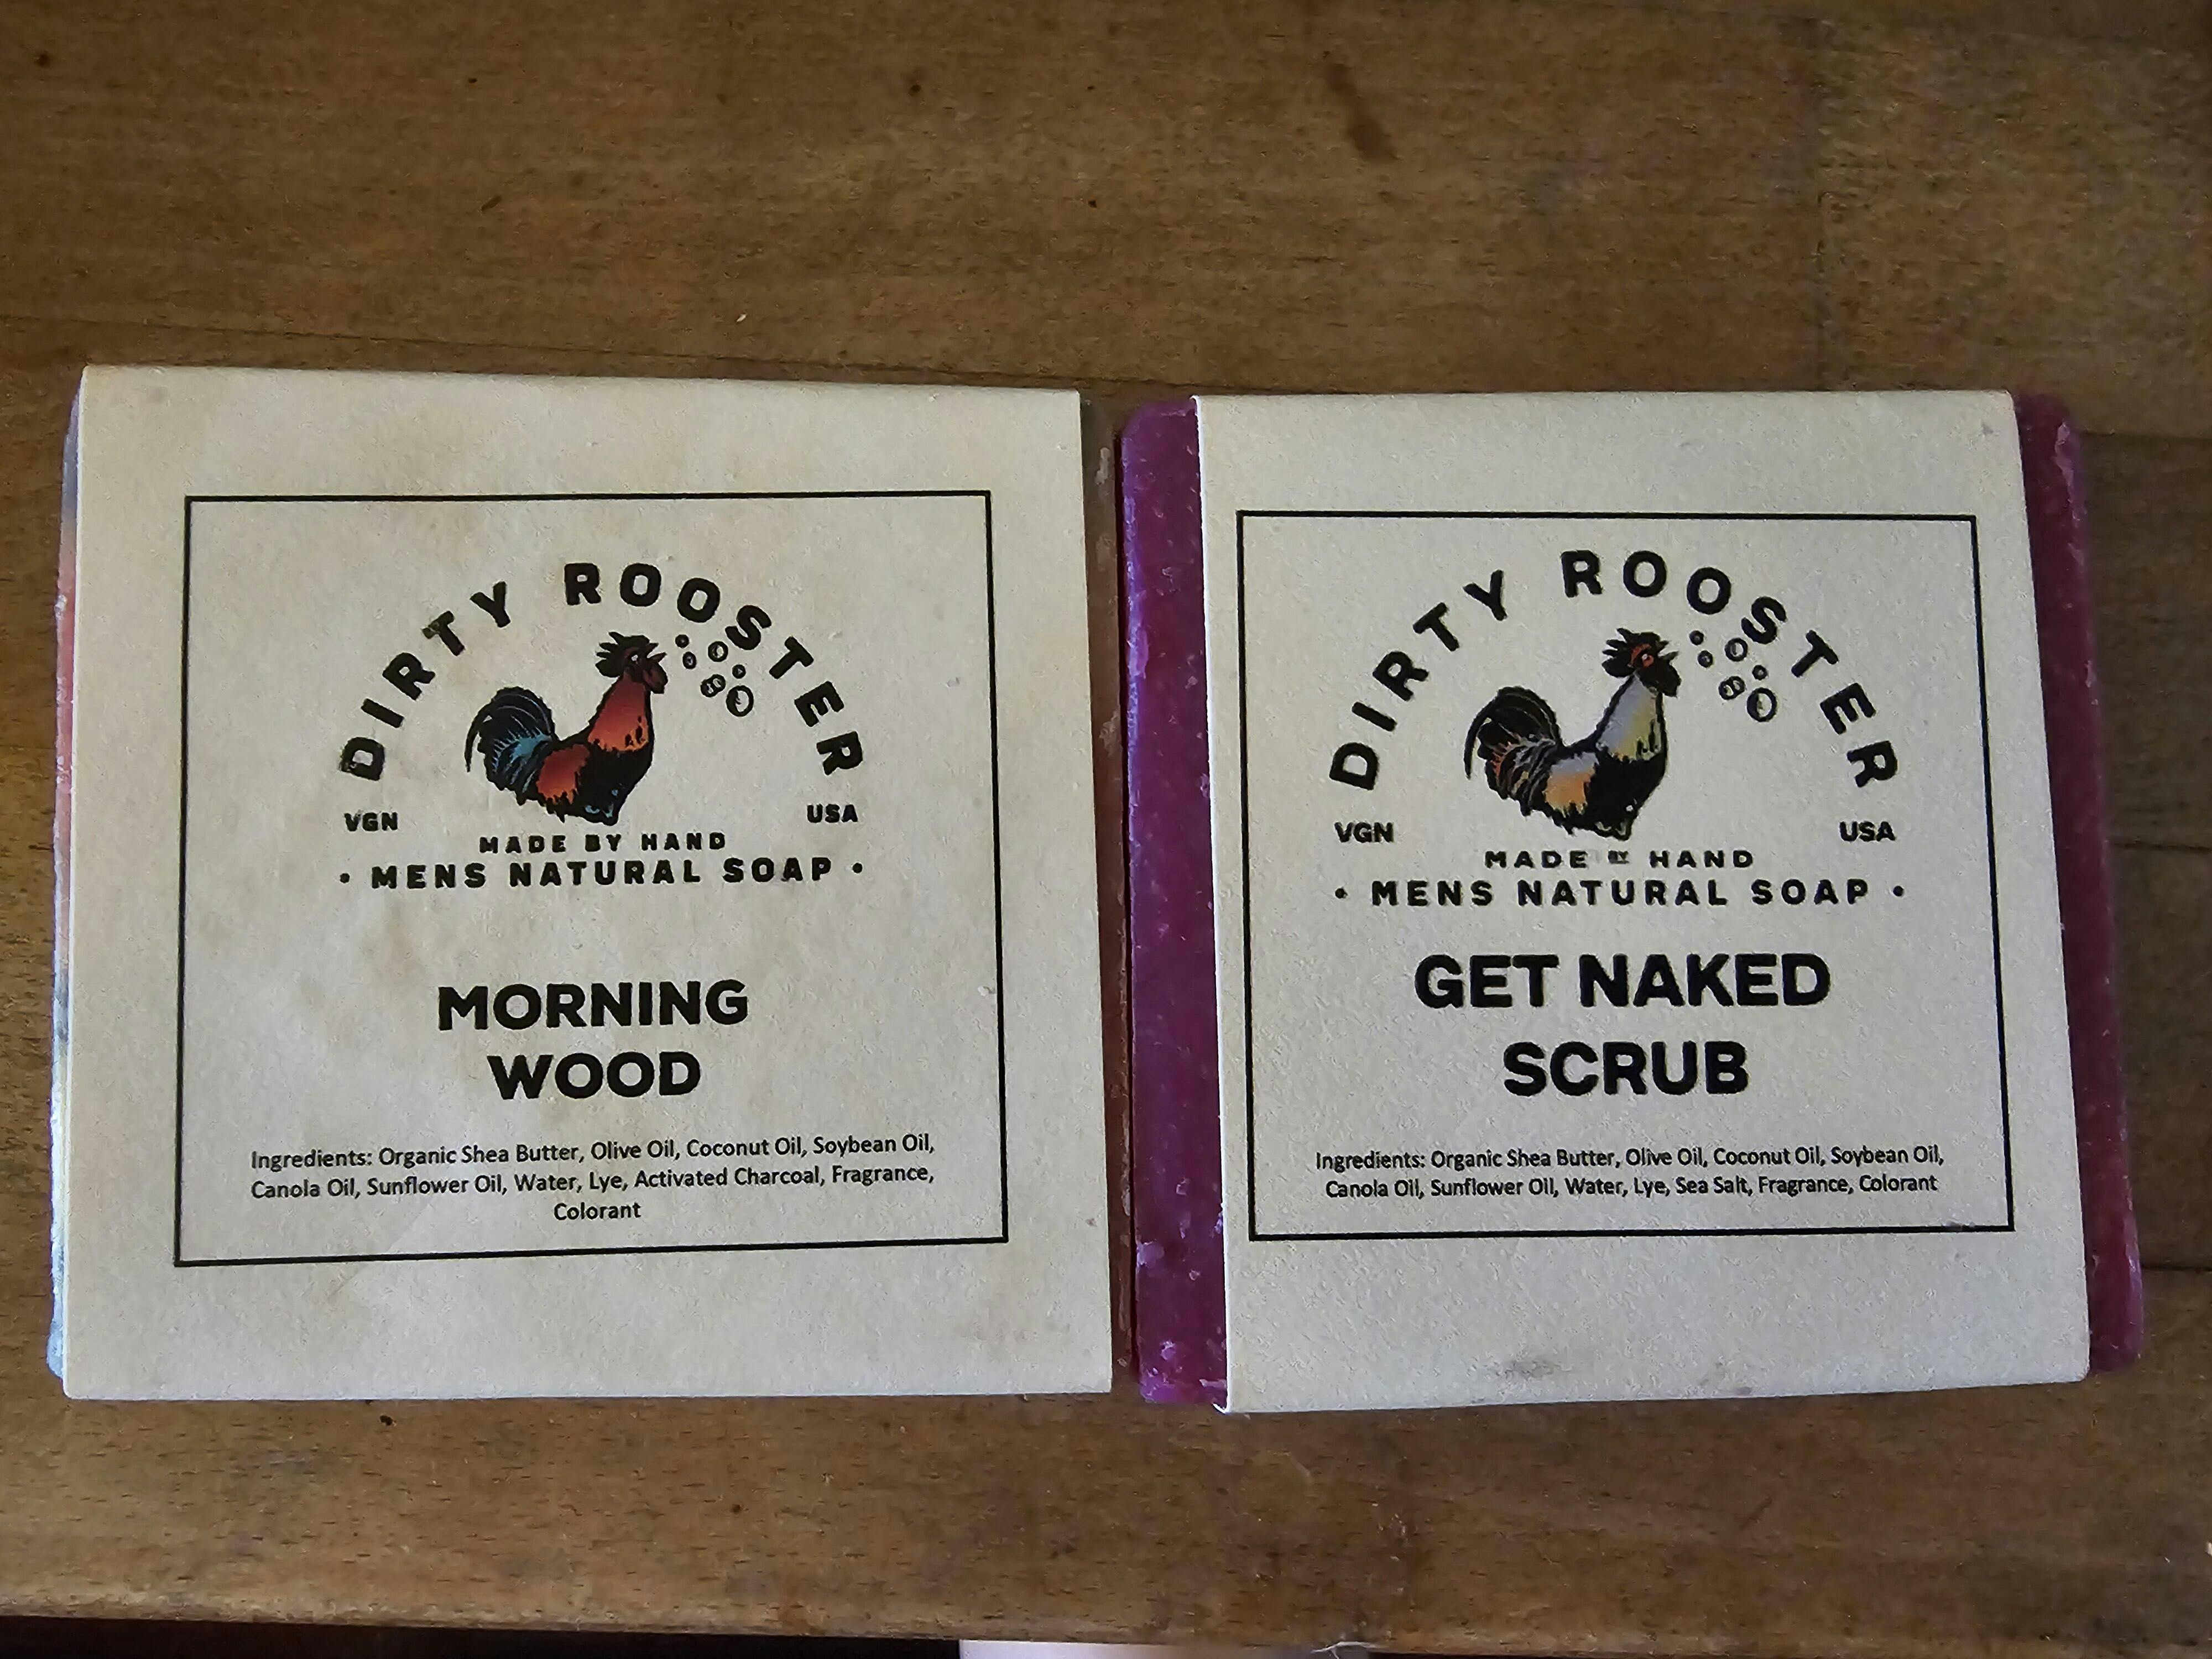 DIRTY ROOSTER
VGN
USA
MADE BY HAND
• MENS NATURAL SOAP •
MORNING
WOOD
Ingredients: Organic Shea Butter, Olive Oil, Coconut Oil, Soybean Oil,
Canola Oil, Sunflower Oil, Water, Lye, Activated Charcoal, Fragrance,
Colorant
DIRTY ROOSTER
VGN
USA
MADE BY HAND
• MENS NATURAL SOAP •
GET NAKED
SCRUB
Ingredients: Organic Shea Butter, Olive Oil, Coconut Oil, Soybean Oil,
Canola Oil, Sunflower Oil, Water, Lye, Sea Salt, Fragrance, Colorant